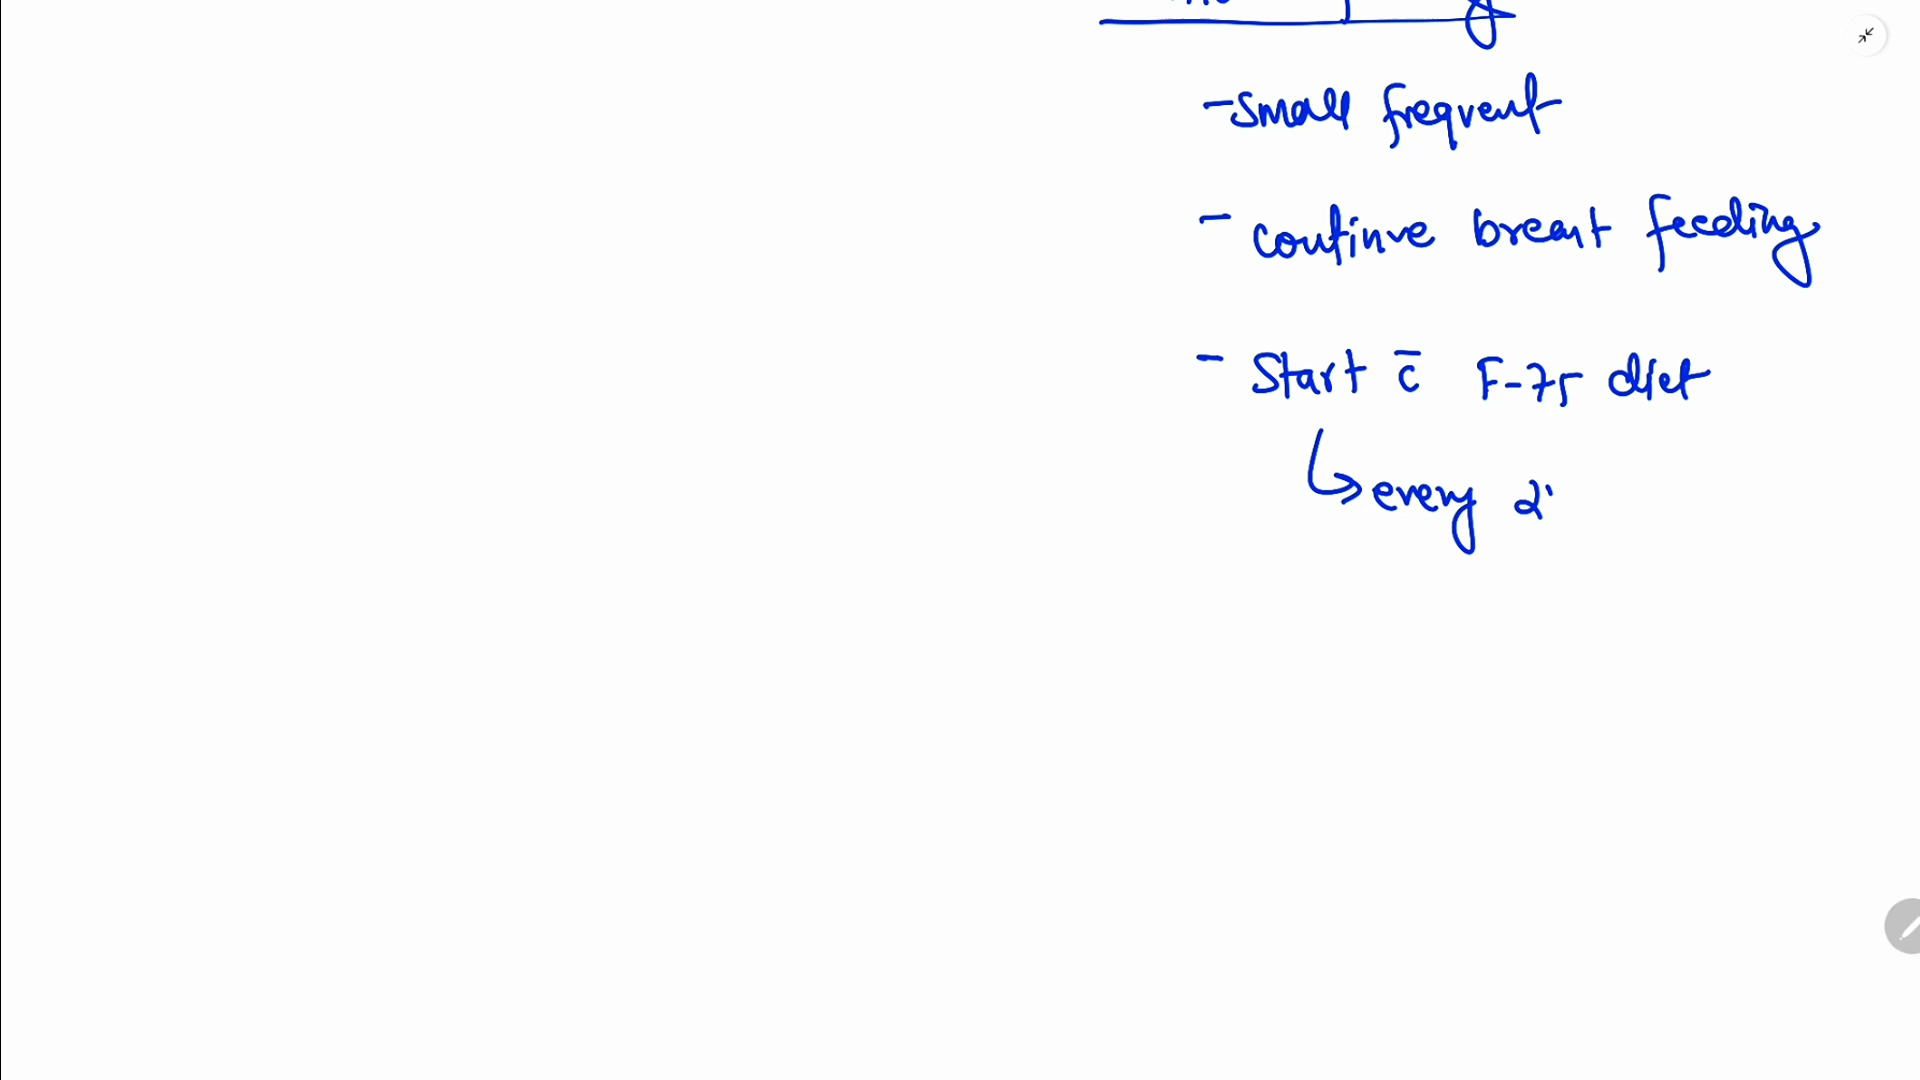 - small frequent
- continue breast feeding
- Start c̄ F-75 diet
↳ every 2